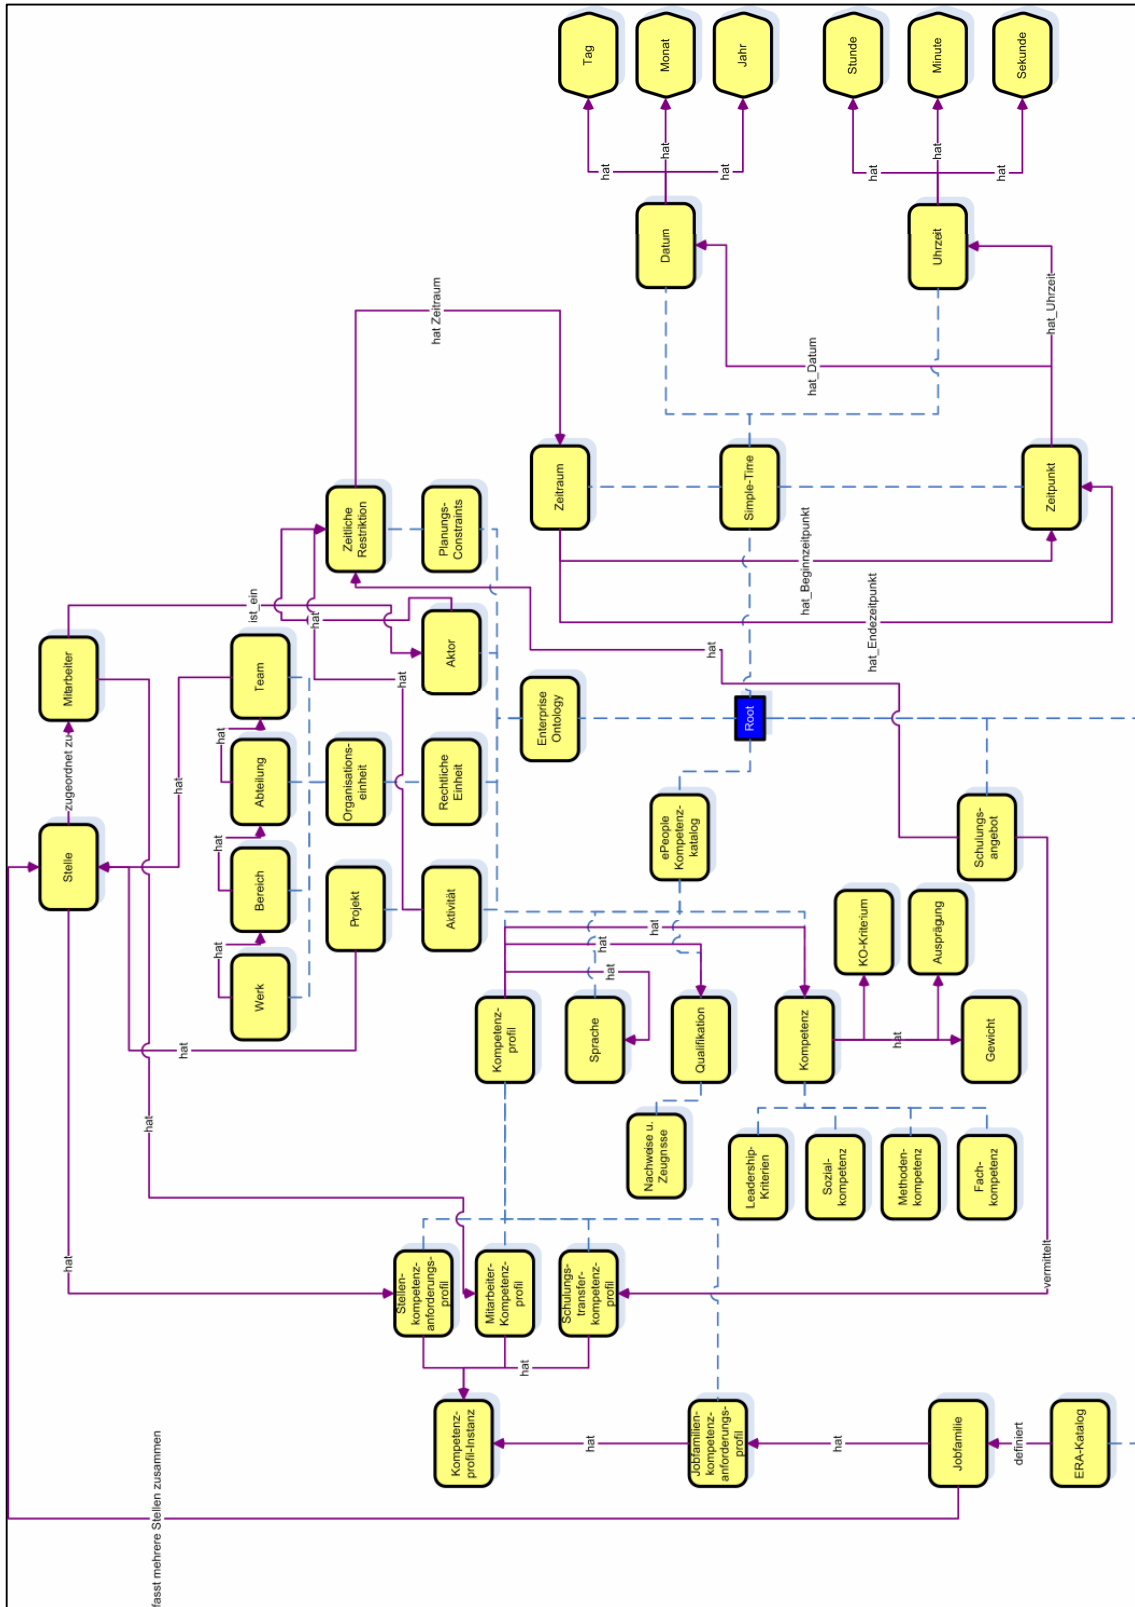 fasst mehrere Stellen zusammen
hat
Stelle
zugeordnet zu
Mitarbeiter
hat
hat
hat
Werk
hat
Bereich
hat
Abteilung
hat
Team
ist_ein
hat
Projekt
Organisations-
einheit
Zeitliche
Restriktion
hat Zeitraum
hat
Stellen-
kompetenz-
anforderungs-
profil
Aktivität
Rechtliche
Einheit
Aktor
Planungs-
Constraints
Kompetenz-
profil-Instanz
Mitarbeiter-
Kompetenz-
profil
Kompetenz-
profil
Enterprise
Ontology
hat
Schulungs-
transfer-
kompetenz-
profil
Sprache
hat
hat
hat
Zeitraum
Tag
hat
Nachweise u.
Zeugnsse
Qualifikation
ePeople
Kompetenz-
katalog
hat
Datum
hat
Monat
hat
Jobfamilien-
kompetenz-
anforderungs-
profil
Leadership-
Kriterien
Root
Simple-Time
hat
Jahr
Kompetenz
hat_Beginnzeitpunkt
hat_Datum
Sozial-
kompetenz
KO-Kriterium
hat_Endezeitpunkt
hat
Stunde
hat
Methoden-
kompetenz
hat
Ausprägung
Uhrzeit
hat
Minute
Jobfamilie
Fach-
kompetenz
Gewicht
Schulungs-
angebot
hat
Sekunde
definiert
vermittelt
hat_Uhrzeit
ERA-Katalog
Zeitpunkt